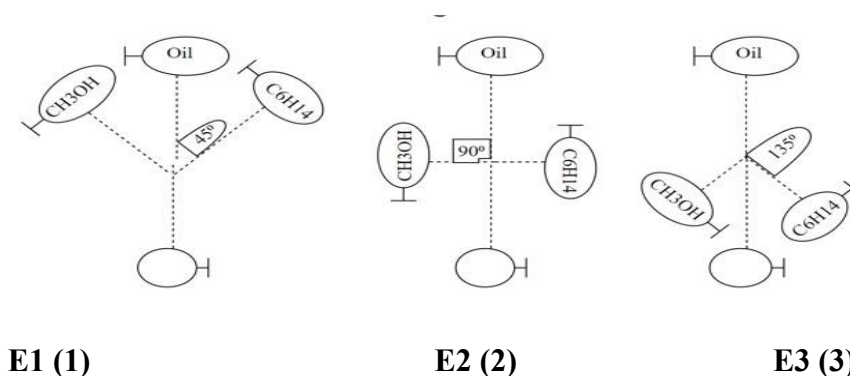 Oil
CH3OH
C6H14
45º
Oil
CH3OH
90º
C6H14
Oil
135º
CH3OH
C6H14
E1 (1)
E2 (2)
E3 (3)